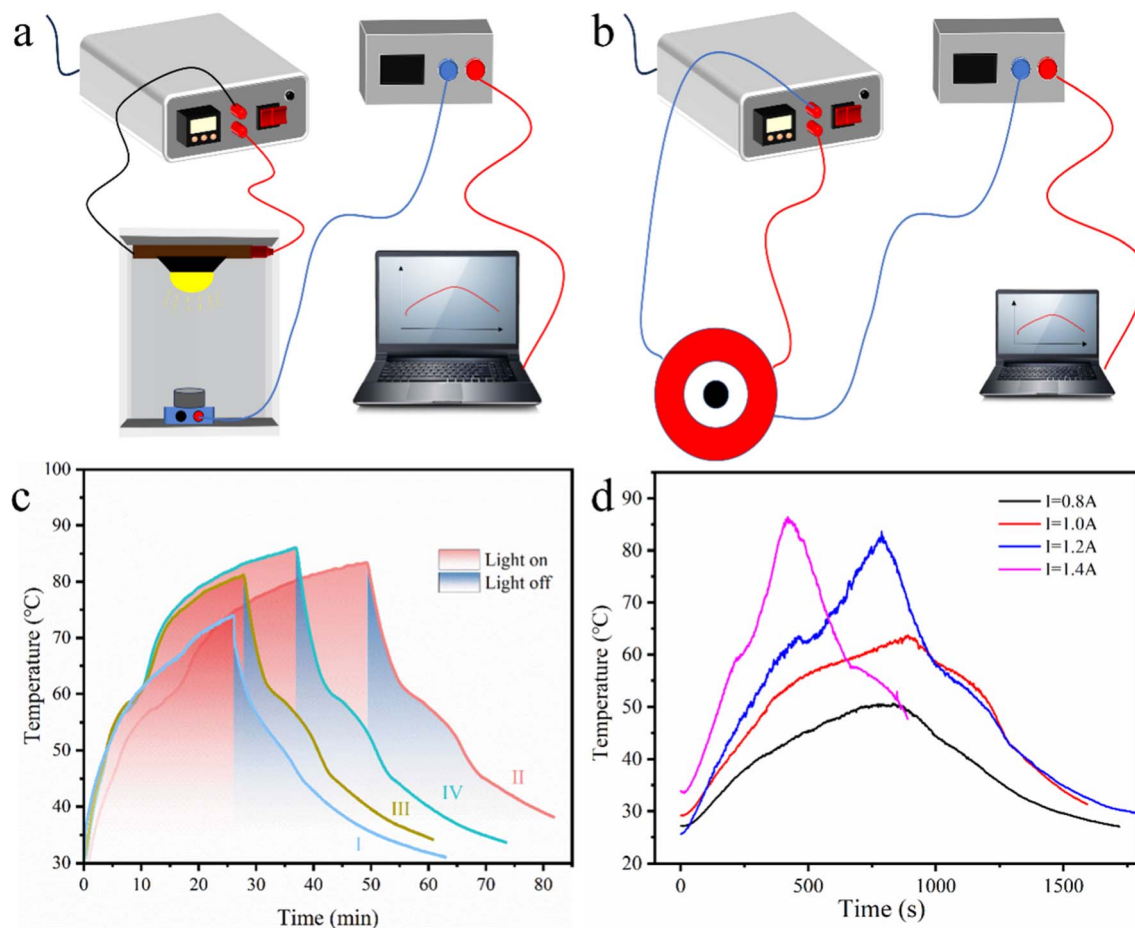 a
b
c
100
90
80
70
60
50
40
30
Temperature (°C)
0
10
20
30
40
50
60
70
80
Time (min)
Light on
Light off
I
II
III
IV
d
90
80
70
60
50
40
30
20
Temperature (°C)
0
500
1000
1500
Time (s)
I=0.8A
I=1.0A
I=1.2A
I=1.4A